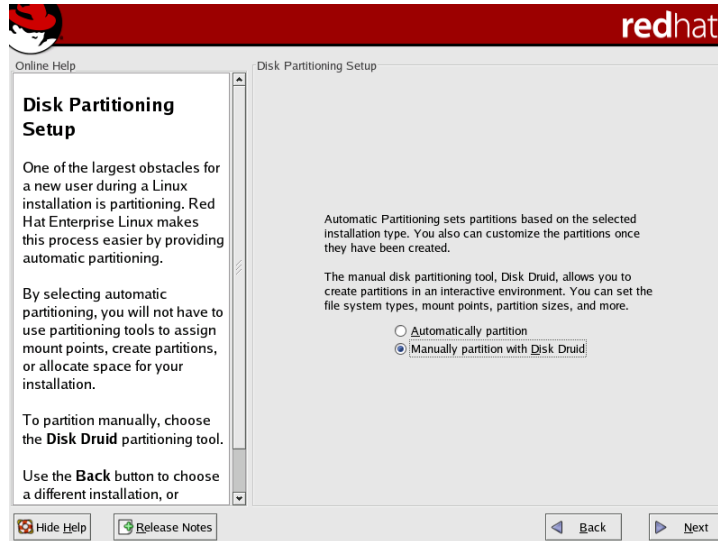 redhat
Online Help
Disk Partitioning
Setup
One of the largest obstacles for
a new user during a Linux
installation is partitioning. Red
Hat Enterprise Linux makes
this process easier by providing
automatic partitioning.
By selecting automatic
partitioning, you will not have to
use partitioning tools to assign
mount points, create partitions,
or allocate space for your
installation.
To partition manually, choose
the Disk Druid partitioning tool.
Use the Back button to choose
a different installation, or
Disk Partitioning Setup
Automatic Partitioning sets partitions based on the selected
installation type. You also can customize the partitions once
they have been created.
The manual disk partitioning tool, Disk Druid, allows you to
create partitions in an interactive environment. You can set the
file system types, mount points, partition sizes, and more.
Automatically partition
Manually partition with Disk Druid
Hide Help
Release Notes
Back
Next